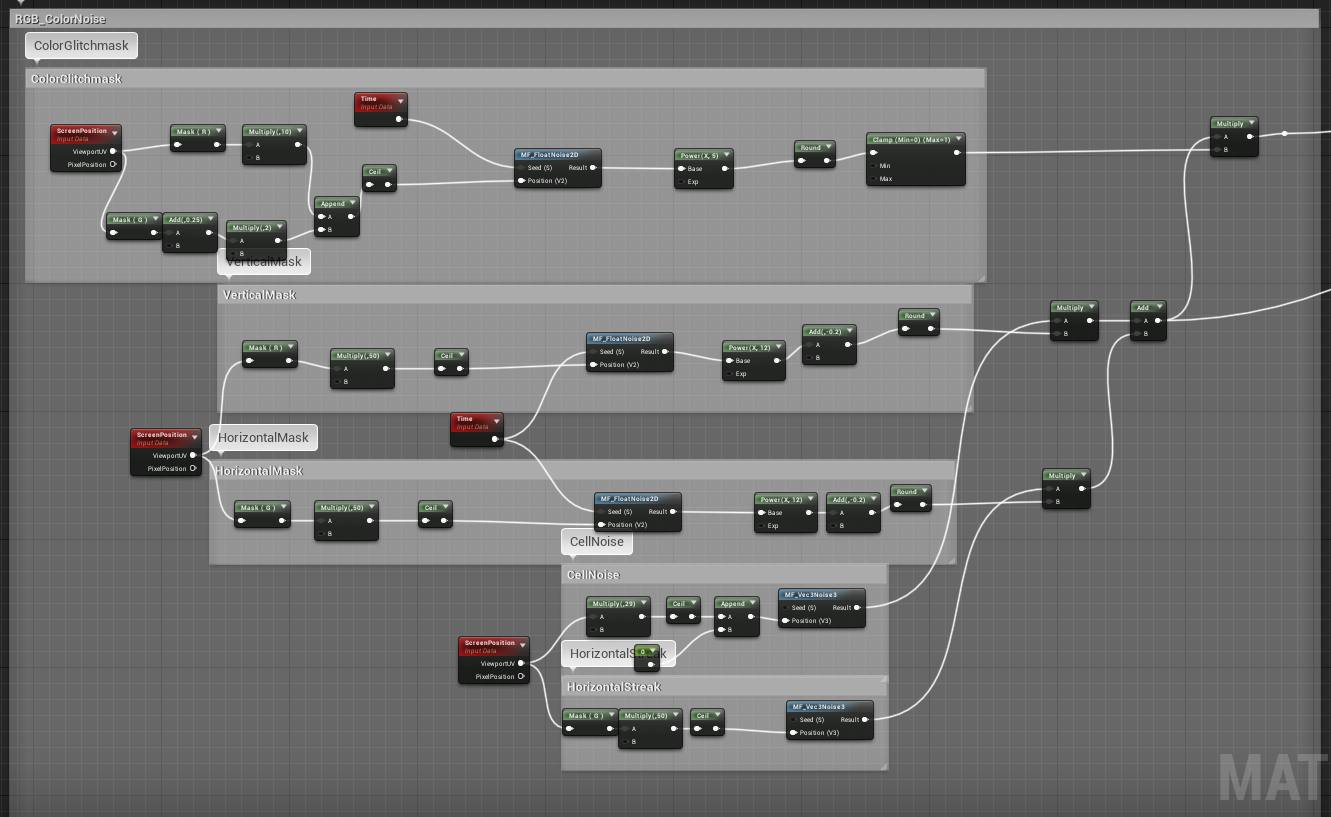 RGB_ColorNoise
ColorGlitchmask
ColorGlitchmask
Time
Input Data
ScreenPosition
Input Data
ViewportUV
PixelPosition
Mask ( R )
Multiply(,10)
A
B
Mask ( G )
Add(,0.25)
A
B
Multiply(,2)
A
B
Append
A
B
Ceil
MF_FloatNoise2D
Seed (S) Result
Position (V2)
Power(X, 5)
Base
Exp
Round
Clamp (Min=0) (Max=1)
Min
Max
Multiply
A
B
VerticalMask
VerticalMask
Mask ( R )
Multiply(,50)
A
B
Ceil
MF_FloatNoise2D
Seed (S) Result
Position (V2)
Power(X, 12)
Base
Exp
Add(,-0.2)
A
B
Round
Multiply
A
B
Add
A
B
Time
Input Data
ScreenPosition
Input Data
ViewportUV
PixelPosition
HorizontalMask
HorizontalMask
Mask ( G )
Multiply(,50)
A
B
Ceil
MF_FloatNoise2D
Seed (S) Result
Position (V2)
Power(X, 12)
Base
Exp
Add(,-0.2)
A
B
Round
Multiply
A
B
CellNoise
CellNoise
Multiply(,29)
A
B
Ceil
Append
A
B
MF_Vec3Noise3
Seed (S) Result
Position (V3)
ScreenPosition
Input Data
ViewportUV
PixelPosition
HorizontalStreak
0
HorizontalStreak
Mask ( G )
Multiply(,50)
A
B
Ceil
MF_Vec3Noise3
Seed (S) Result
Position (V3)
MAT